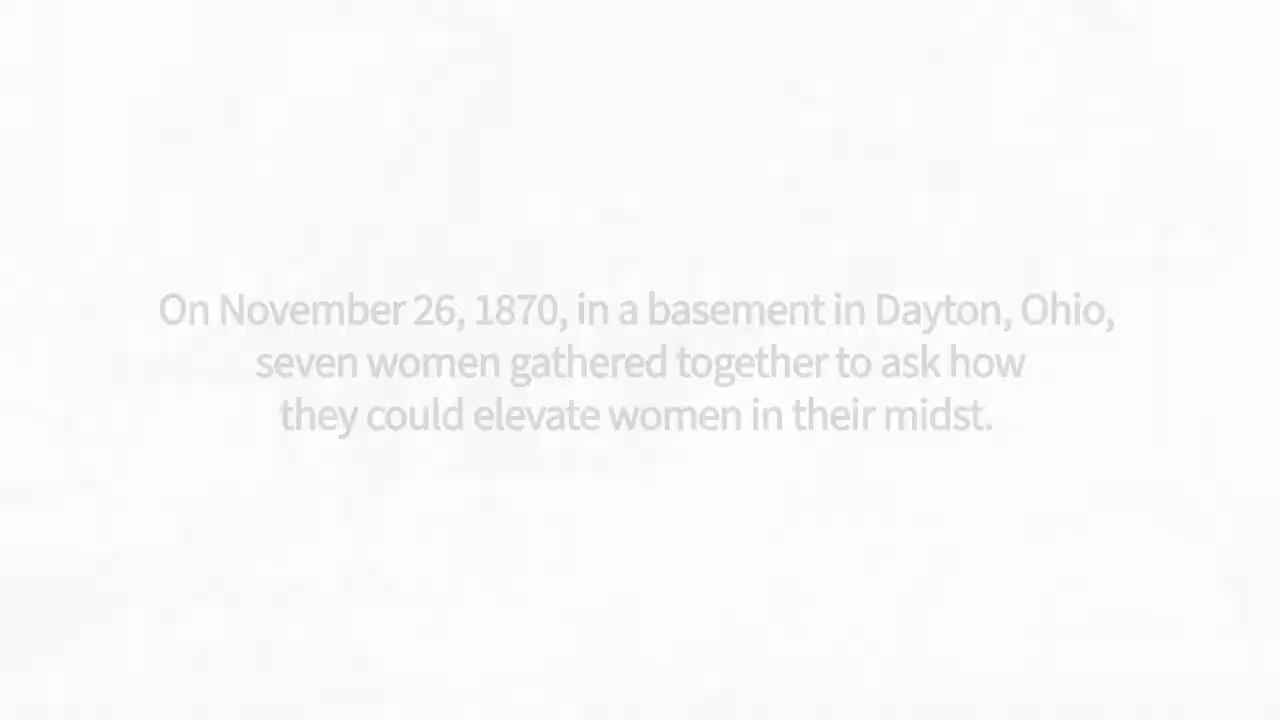 On November 26, 1870, in a basement in Dayton, Ohio,
seven women gathered together to ask how
they could elevate women in their midst.